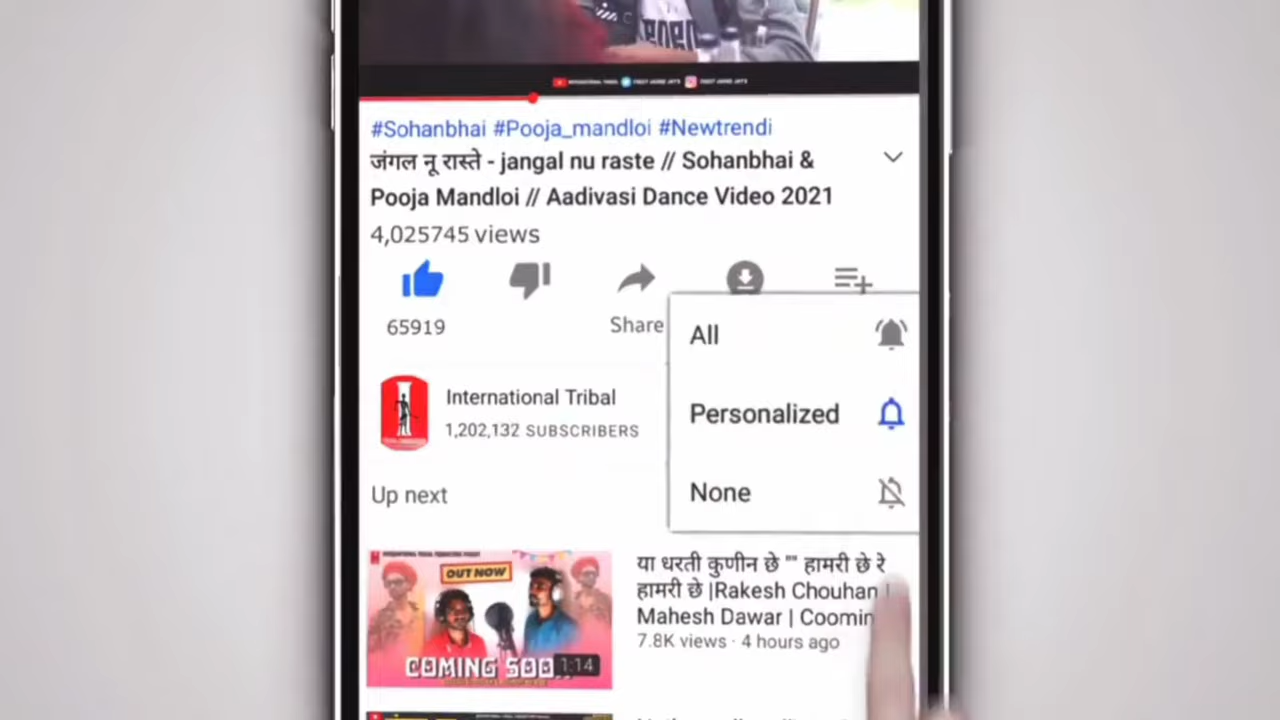 #Sohanbhai #Pooja_mandloi #Newtrendi
जंगल नू रास्ते - jangal nu raste // Sohanbhai &
Pooja Mandloi // Aadivasi Dance Video 2021
4,025745 views
65919
Share
All
Personalized
None
International Tribal
1,202,132 SUBSCRIBERS
Up next
OUT NOW
COMING SOO
1:14
या धरती कुणीन छे "" हामरी छे रे
हामरी छे |Rakesh Chouhan |
Mahesh Dawar | Coomin
7.8K views · 4 hours ago